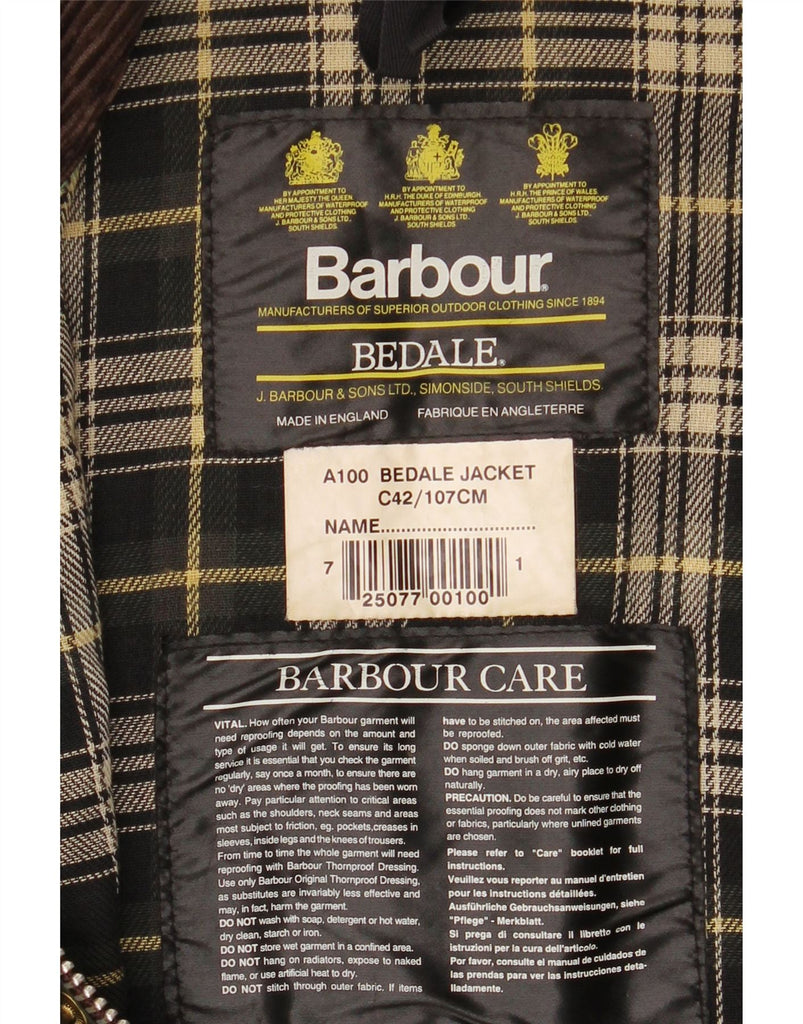 BY APPOINTMENT TO
HER MAJESTY THE QUEEN
MANUFACTURERS OF WATERPROOF
AND PROTECTIVE CLOTHING
J. BARBOUR & SONS LTD.
SOUTH SHIELDS.
BY APPOINTMENT TO
H.R.H. THE DUKE OF EDINBURGH
MANUFACTURERS OF WATERPROOF
AND PROTECTIVE CLOTHING
J. BARBOUR & SONS LTD.
SOUTH SHIELDS
BY APPOINTMENT TO
H.R.H. THE PRINCE OF WALES
MANUFACTURERS OF WATERPROOF
AND PROTECTIVE CLOTHING
J. BARBOUR & SONS LTD.
SOUTH SHIELDS
Barbour®
MANUFACTURERS OF SUPERIOR OUTDOOR CLOTHING SINCE 1894
BEDALE®
J. BARBOUR & SONS LTD., SIMONSIDE, SOUTH SHIELDS.
MADE IN ENGLAND FABRIQUE EN ANGLETERRE
A100 BEDALE JACKET
C42/107CM
NAME..............................
7 25077 00100 1
BARBOUR CARE
VITAL. How often your Barbour garment will
need reproofing depends on the amount and
type of usage it will get. To ensure its long
service it is essential that you check the garment
regularly, say once a month, to ensure there are
no 'dry' areas where the proofing has been worn
away. Pay particular attention to critical areas
such as the shoulders, neck seams and areas
most subject to friction, eg. pockets,creases in
sleeves, inside legs and the knees of trousers.
From time to time the whole garment will need
reproofing with Barbour Thornproof Dressing.
Use only Barbour Original Thornproof Dressing,
as substitutes are invariably less effective and
may, in fact, harm the garment.
DO NOT wash with soap, detergent or hot water,
dry clean, starch or iron.
DO NOT store wet garment in a confined area.
DO NOT hang on radiators, expose to naked
flame, or use artificial heat to dry.
DO NOT stitch through outer fabric. If items
have to be stitched on, the area affected must
be reproofed.
DO sponge down outer fabric with cold water
when soiled and brush off grit, etc.
DO hang garment in a dry, airy place to dry off
naturally.
PRECAUTION. Do be careful to ensure that the
essential proofing does not mark other clothing
or fabrics, particularly where unlined garments
are chosen.
Please refer to "Care" booklet for full
instructions.
Veuillez vous reporter au manuel d'entretien
pour les instructions détaillées.
Ausführliche Gebrauchsanweisungen, siehe
"Pflege" - Merkblatt.
Si prega di consultare il libretto con le
istruzioni per la cura dell'articolo.
Por favor, consulte el manual de cuidados de
las prendas para ver las instrucciones deta-
lladamente.